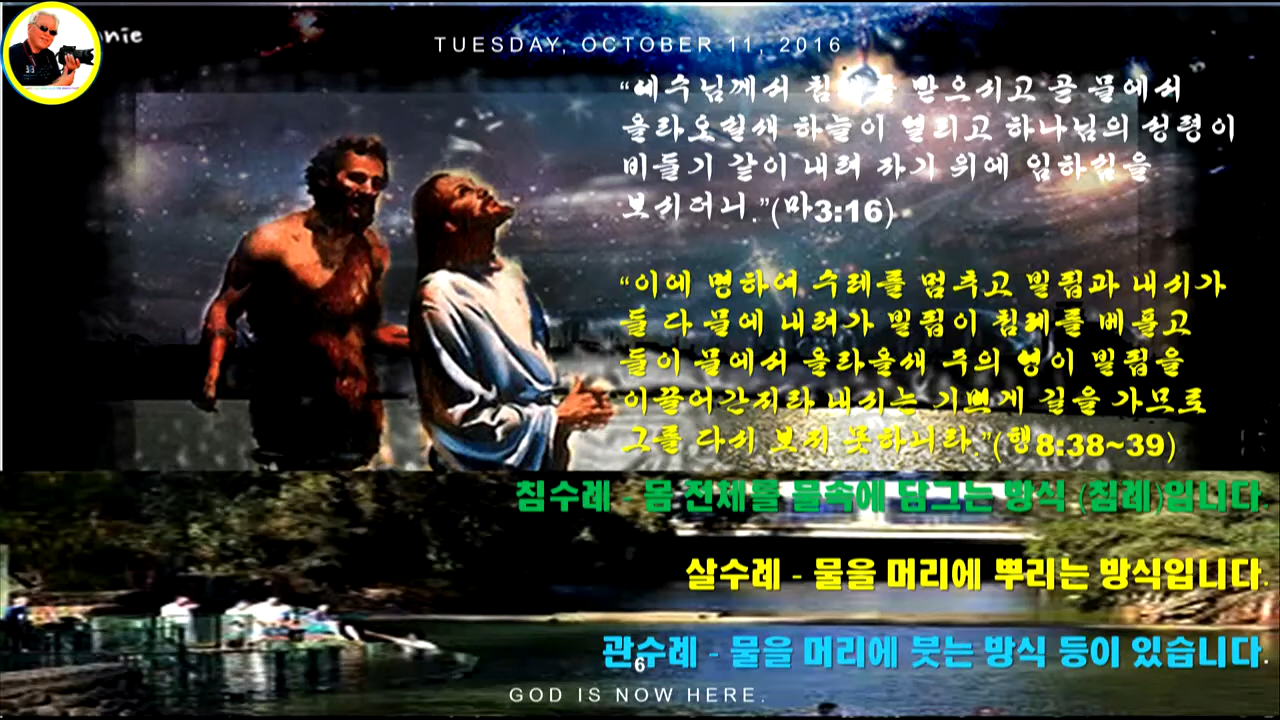 nie
TUESDAY, OCTOBER 11, 2016
“예수님께서 침례를 받으시고 곧 물에서
올라오실새 하늘이 열리고 하나님의 성령이
비둘기 같이 내려 자기 위에 임하심을
보시더니.”(마3:16)
“이에 명하여 수레를 멈추고 빌립과 내시가
둘 다 물에 내려가 빌립이 침례를 베풀고
둘이 물에서 올라올새 주의 영이 빌립을
이끌어간지라 내시는 기쁘게 길을 가므로
그를 다시 보지 못하니라.”(행8:38~39)
침수례 - 몸 전체를 물속에 담그는 방식 (침례)입니다.
살수례 - 물을 머리에 뿌리는 방식입니다.
관수례 - 물을 머리에 붓는 방식 등이 있습니다.
6
GOD IS NOW HERE.